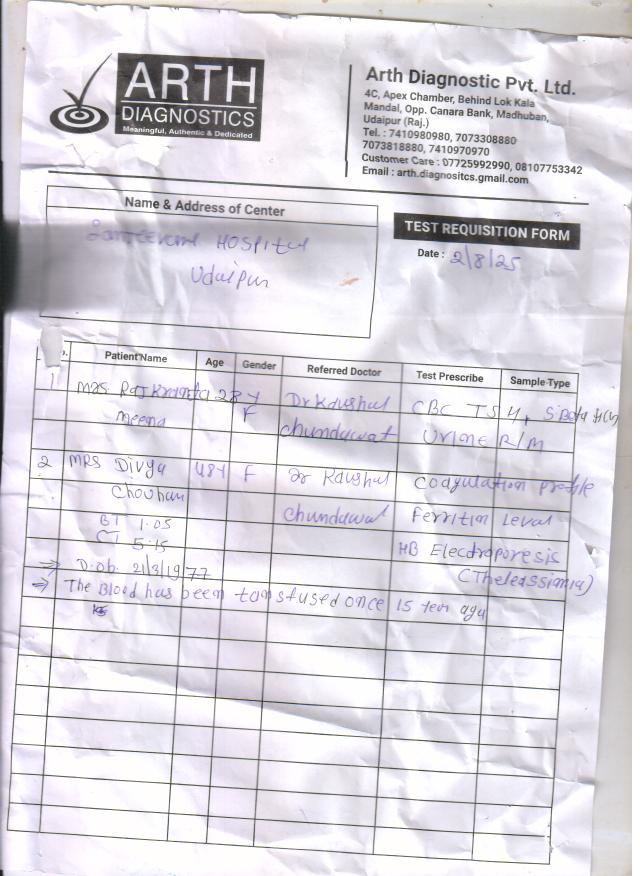 ARTH
DIAGNOSTICS
Meaningful, Authentic & Dedicated
Arth Diagnostic Pvt. Ltd.
4C, Apex Chamber, Behind Lok Kala
Mandal, Opp. Canara Bank, Madhuban,
Udaipur (Raj.)
Tel. : 7410980980, 7073308880
7073818880, 7410970970
Customer Care : 07725992990, 08107753342
Email : arth.diagnositcs.gmail.com
Name & Address of Center
HOSPITAL
Udaipur
TEST REQUISITION FORM
Date : 2/8/25
Patient Name Age Gender Referred Doctor Test Prescribe Sample-Type
1 Mrs 28 Y Dr Kaushal CBC TSH, S Beta HCG
Meena F Chundawat Urine R/M
2 MRS Divya 48Y F Dr Kaushal Coagulation profile
Chouhan Chundawat Ferritin Level
BT 1.05
CT 5.15 HB Electroporesis
⇒ D.O.b. 21/3/1977 (Theleassimia)
⇒ The Blood has been transfused once 15 year ago